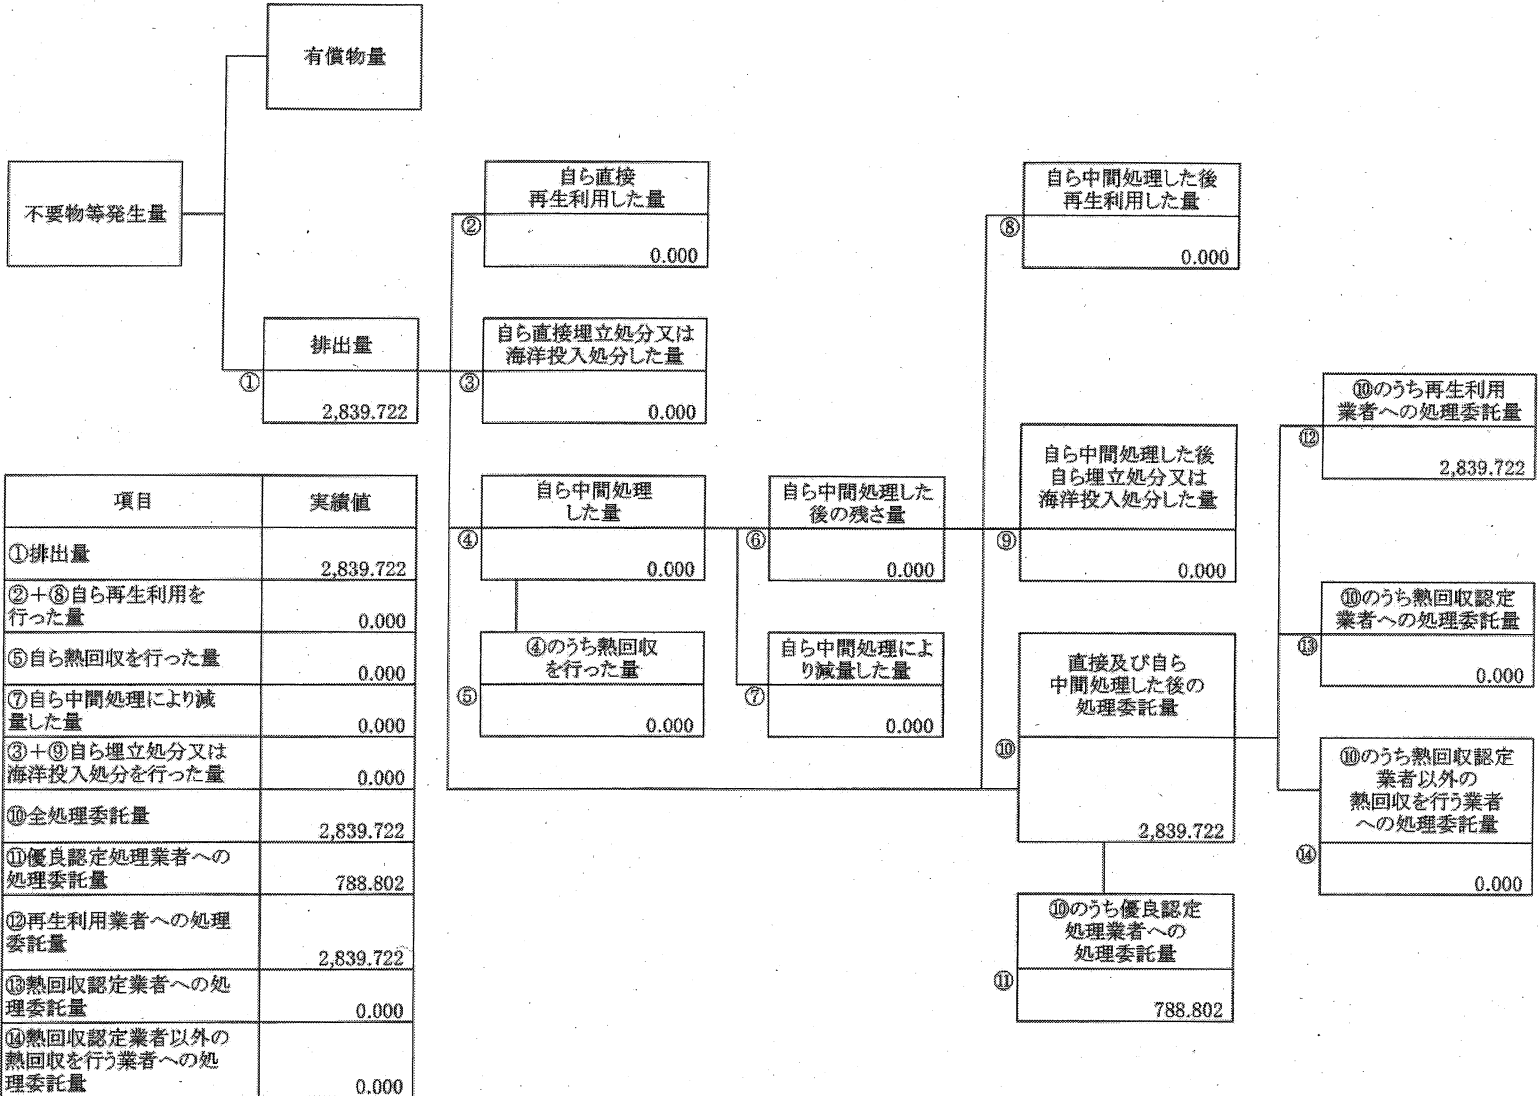 有償物量
不要物等発生量
排出量
①
2,839.722
自ら直接
再生利用した量
②
0.000
自ら直接埋立処分又は
海洋投入処分した量
③
0.000
自ら中間処理
した量
④
0.000
④のうち熱回収
を行った量
⑤
0.000
自ら中間処理した
後の残さ量
⑥
0.000
自ら中間処理によ
り減量した量
⑦
0.000
自ら中間処理した後
再生利用した量
⑧
0.000
自ら中間処理した後
自ら埋立処分又は
海洋投入処分した量
⑨
0.000
直接及び自ら
中間処理した後の
処理委託量
⑩
2,839.722
⑩のうち優良認定
処理業者への
処理委託量
⑪
788.802
⑩のうち再生利用
業者への処理委託量
⑫
2,839.722
⑩のうち熱回収認定
業者への処理委託量
⑬
0.000
⑩のうち熱回収認定
業者以外の
熱回収を行う業者
への処理委託量
⑭
0.000
項目 実績値
①排出量
2,839.722
②+⑧自ら再生利用を
行った量 0.000
⑤自ら熱回収を行った量
0.000
⑦自ら中間処理により減
量した量 0.000
③+⑨自ら埋立処分又は
海洋投入処分を行った量 0.000
⑩全処理委託量
2,839.722
⑪優良認定処理業者への
処理委託量 788.802
⑫再生利用業者への処理
委託量 2,839.722
⑬熱回収認定業者への処
理委託量 0.000
⑭熱回収認定業者以外の
熱回収を行う業者への処
理委託量 0.000